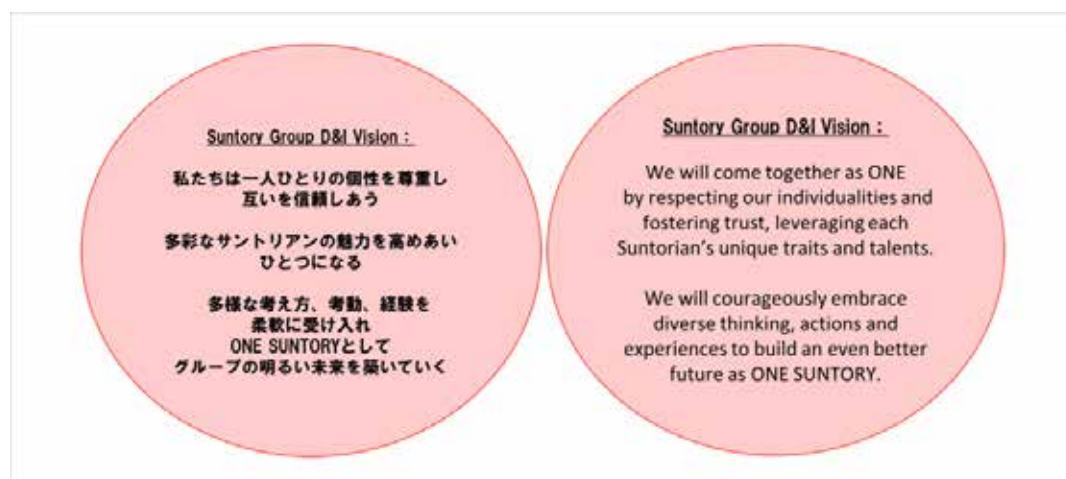 Suntory Group D&I Vision :
私たちは一人ひとりの個性を尊重し
互いを信頼しあう
多彩なサントリアンの魅力を高めあい
ひとつになる
多様な考え方、考動、経験を
柔軟に受け入れ
ONE SUNTORYとして
グループの明るい未来を築いていく
Suntory Group D&I Vision :
We will come together as ONE
by respecting our individualities and
fostering trust, leveraging each
Suntorian’s unique traits and talents.
We will courageously embrace
diverse thinking, actions and
experiences to build an even better
future as ONE SUNTORY.